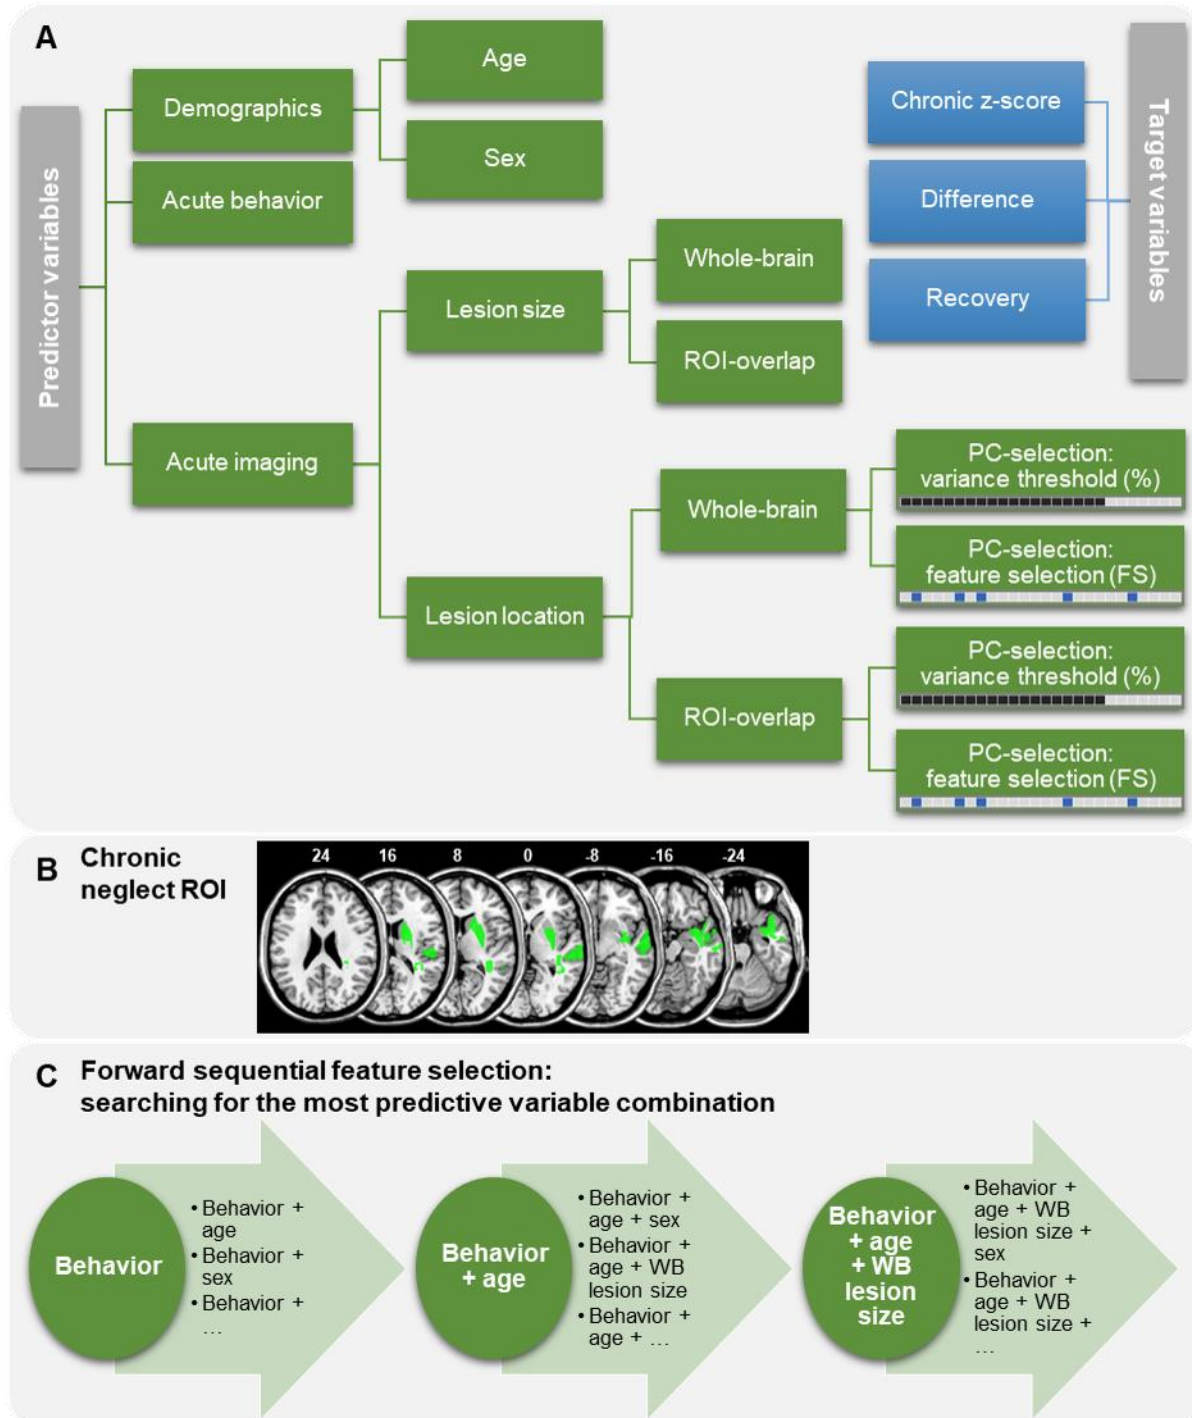 A
Predictor variables
Demographics
Acute behavior
Acute imaging
Age
Sex
Lesion size
Lesion location
Whole-brain
ROI-overlap
Whole-brain
ROI-overlap
PC-selection:
variance threshold (%)
PC-selection:
feature selection (FS)
PC-selection:
variance threshold (%)
PC-selection:
feature selection (FS)
Chronic z-score
Difference
Recovery
Target variables
B
Chronic
neglect ROI
24 16 8 0 -8 -16 -24
C
Forward sequential feature selection:
searching for the most predictive variable combination
Behavior
• Behavior +
age
• Behavior +
sex
• Behavior +
...
Behavior
+ age
• Behavior +
age + sex
• Behavior +
age + WB
lesion size
• Behavior +
age + ...
Behavior
+ age
+ WB
lesion
size
• Behavior +
age + WB
lesion size +
sex
• Behavior +
age + WB
lesion size +
...